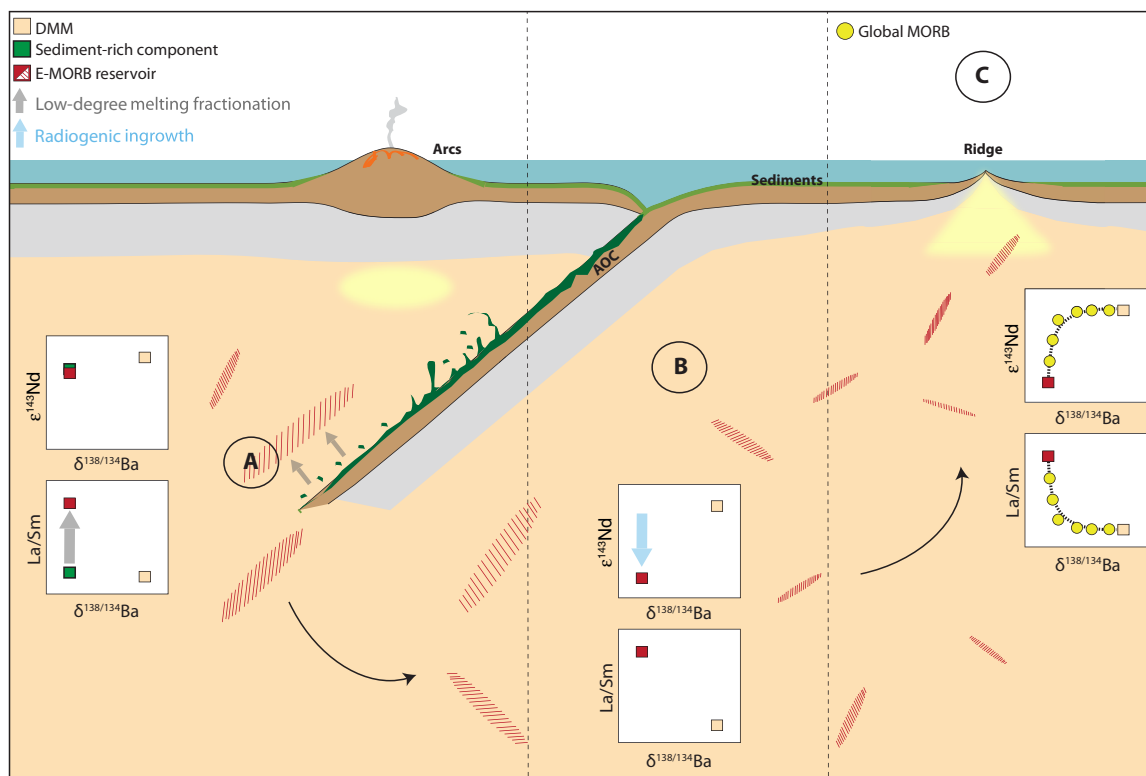 DMM
Sediment-rich component
E-MORB reservoir
Low-degree melting fractionation
Radiogenic ingrowth
Global MORB
C
Arcs
Ridge
Sediments
AOC
A
B
ε¹⁴³Nd
δ¹³⁸/¹³⁴Ba
La/Sm
δ¹³⁸/¹³⁴Ba
ε¹⁴³Nd
δ¹³⁸/¹³⁴Ba
La/Sm
δ¹³⁸/¹³⁴Ba
ε¹⁴³Nd
δ¹³⁸/¹³⁴Ba
La/Sm
δ¹³⁸/¹³⁴Ba